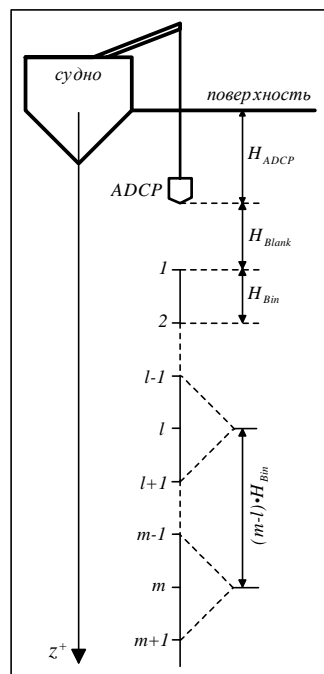 судно
поверхность
H_ADCP
ADCP
H_Blank
1
H_Bin
2
l-1
l
l+1
(m-l)•H_Bin
m-1
m
m+1
z⁺